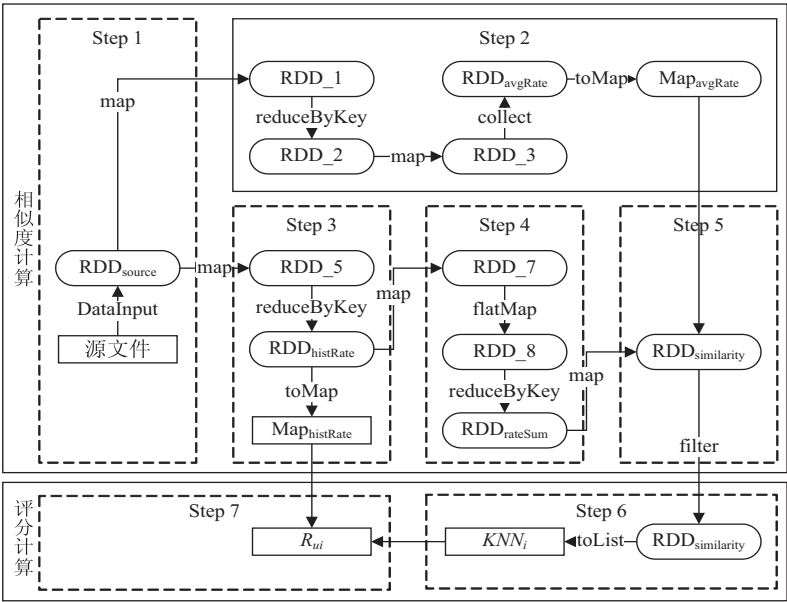 Step 1
Step 2
RDD_1
RDD_avgRate
toMap
Map_avgRate
map
reduceByKey
collect
RDD_2
map
RDD_3
相似度计算
Step 3
Step 4
Step 5
RDD_source
map
RDD_5
map
RDD_7
DataInput
reduceByKey
flatMap
源文件
RDD_histRate
RDD_8
RDD_similarity
toMap
reduceByKey
map
Map_histRate
RDD_rateSum
filter
评分计算
Step 7
Step 6
R_ui
KNN_i
toList
RDD_similarity